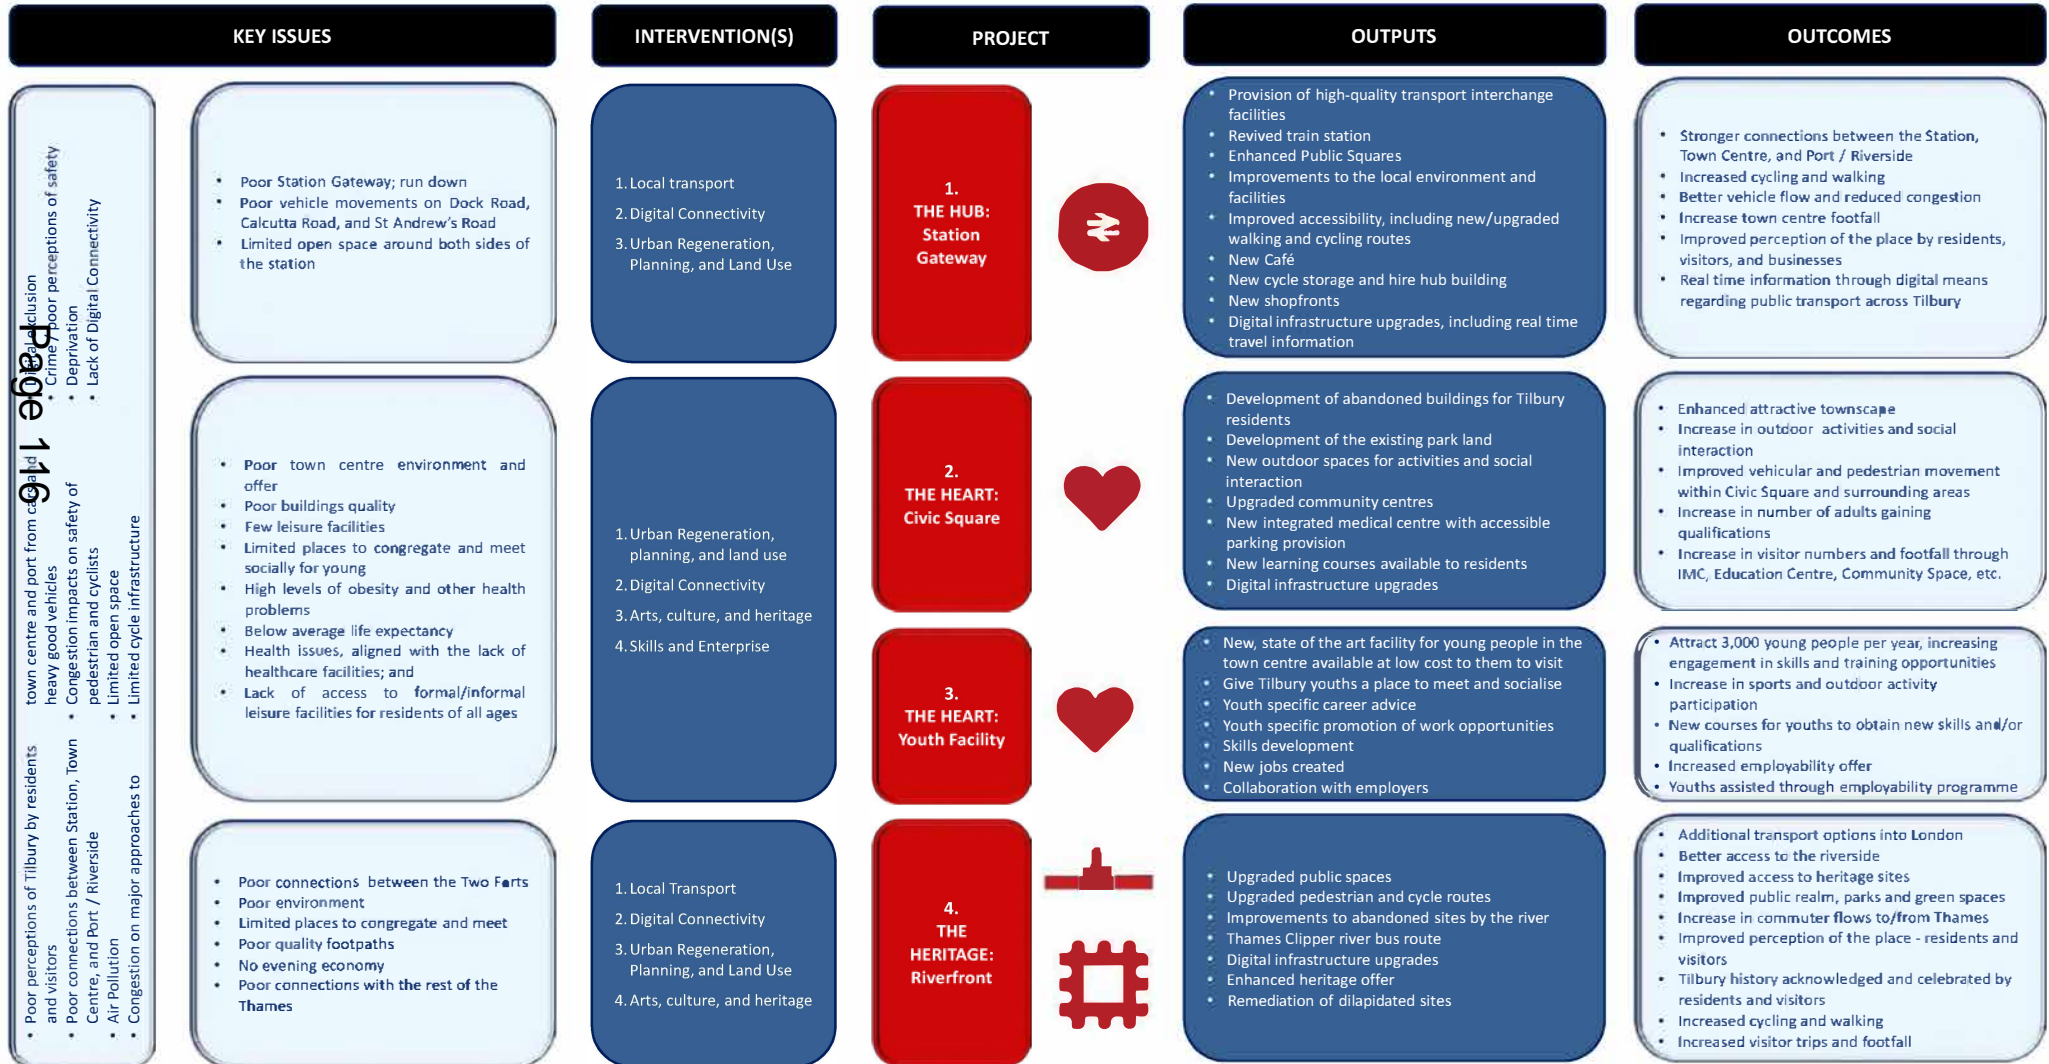 KEY ISSUES
INTERVENTION(S)
PROJECT
OUTPUTS
OUTCOMES
• Poor perceptions of Tilbury by residents
and visitors
• Poor connections between Station, Town
Centre, and Port / Riverside
• Air Pollution
• Congestion on major approaches to
town centre and port from cars and
heavy good vehicles
• Congestion impacts on safety of
pedestrian and cyclists
• Limited open space
• Limited cycle infrastructure
Digital exclusion
• Crime / poor perceptions of safety
• Deprivation
• Lack of Digital Connectivity
Page 116
• Poor Station Gateway; run down
• Poor vehicle movements on Dock Road,
Calcutta Road, and St Andrew’s Road
• Limited open space around both sides of
the station
1. Local transport
2. Digital Connectivity
3. Urban Regeneration,
Planning, and Land Use
1.
THE HUB:
Station
Gateway
• Provision of high-quality transport interchange
facilities
• Revived train station
• Enhanced Public Squares
• Improvements to the local environment and
facilities
• Improved accessibility, including new/upgraded
walking and cycling routes
• New Café
• New cycle storage and hire hub building
• New shopfronts
• Digital infrastructure upgrades, including real time
travel information
• Stronger connections between the Station,
Town Centre, and Port / Riverside
• Increased cycling and walking
• Better vehicle flow and reduced congestion
• Increase town centre footfall
• Improved perception of the place by residents,
visitors, and businesses
• Real time information through digital means
regarding public transport across Tilbury
• Poor town centre environment and
offer
• Poor buildings quality
• Few leisure facilities
• Limited places to congregate and meet
socially for young
• High levels of obesity and other health
problems
• Below average life expectancy
• Health issues, aligned with the lack of
healthcare facilities; and
• Lack of access to formal/informal
leisure facilities for residents of all ages
1. Urban Regeneration,
planning, and land use
2. Digital Connectivity
3. Arts, culture, and heritage
4. Skills and Enterprise
2.
THE HEART:
Civic Square
• Development of abandoned buildings for Tilbury
residents
• Development of the existing park land
• New outdoor spaces for activities and social
interaction
• Upgraded community centres
• New integrated medical centre with accessible
parking provision
• New learning courses available to residents
• Digital infrastructure upgrades
• Enhanced attractive townscape
• Increase in outdoor activities and social
interaction
• Improved vehicular and pedestrian movement
within Civic Square and surrounding areas
• Increase in number of adults gaining
qualifications
• Increase in visitor numbers and footfall through
IMC, Education Centre, Community Space, etc.
3.
THE HEART:
Youth Facility
• New, state of the art facility for young people in the
town centre available at low cost to them to visit
• Give Tilbury youths a place to meet and socialise
• Youth specific career advice
• Youth specific promotion of work opportunities
• Skills development
• New jobs created
• Collaboration with employers
• Attract 3,000 young people per year, increasing
engagement in skills and training opportunities
• Increase in sports and outdoor activity
participation
• New courses for youths to obtain new skills and/or
qualifications
• Increased employability offer
• Youths assisted through employability programme
• Poor connections between the Two Forts
• Poor environment
• Limited places to congregate and meet
• Poor quality footpaths
• No evening economy
• Poor connections with the rest of the
Thames
1. Local Transport
2. Digital Connectivity
3. Urban Regeneration,
Planning, and Land Use
4. Arts, culture, and heritage
4.
THE
HERITAGE:
Riverfront
• Upgraded public spaces
• Upgraded pedestrian and cycle routes
• Improvements to abandoned sites by the river
• Thames Clipper river bus route
• Digital infrastructure upgrades
• Enhanced heritage offer
• Remediation of dilapidated sites
• Additional transport options into London
• Better access to the riverside
• Improved access to heritage sites
• Improved public realm, parks and green spaces
• Increase in commuter flows to/from Thames
• Improved perception of the place - residents and
visitors
• Tilbury history acknowledged and celebrated by
residents and visitors
• Increased cycling and walking
• Increased visitor trips and footfall